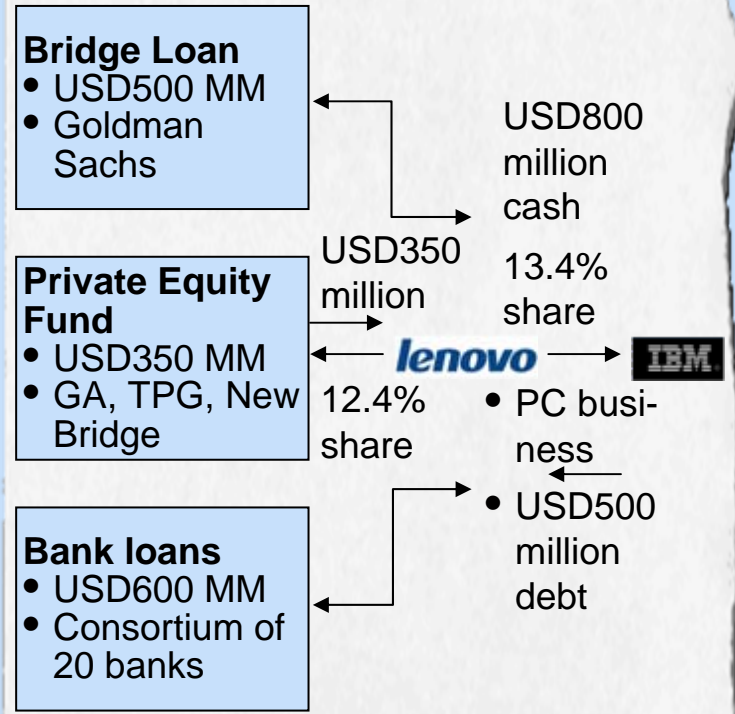 Bridge Loan
• USD500 MM
• Goldman
Sachs
USD800
million
cash
Private Equity
Fund
• USD350 MM
• GA, TPG, New
Bridge
USD350
million
12.4%
share
13.4%
share
lenovo
IBM
• PC busi-
ness
• USD500
million
debt
Bank loans
• USD600 MM
• Consortium of
20 banks